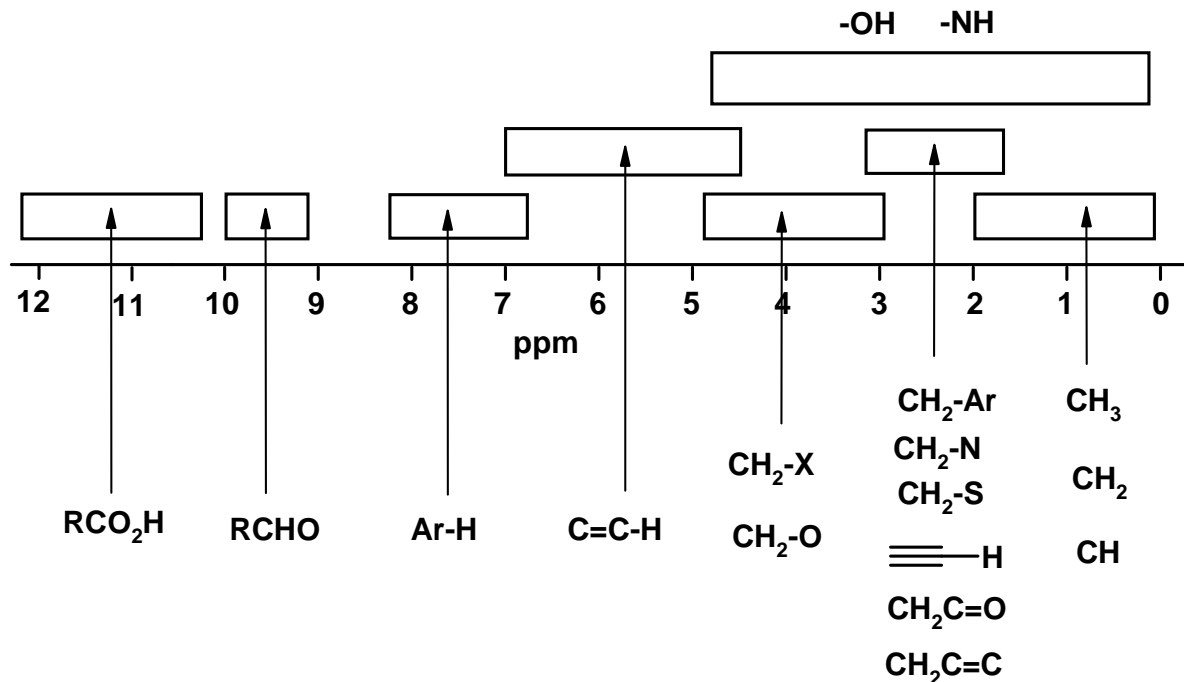 -OH -NH
12 11 10 9 8 7 6 5 4 3 2 1 0
ppm
CH₂-Ar CH₃
CH₂-N
CH₂-X CH₂
CH₂-S
RCO₂H RCHO Ar-H C=C-H CH₂-O
H CH
CH₂C=O
CH₂C=C